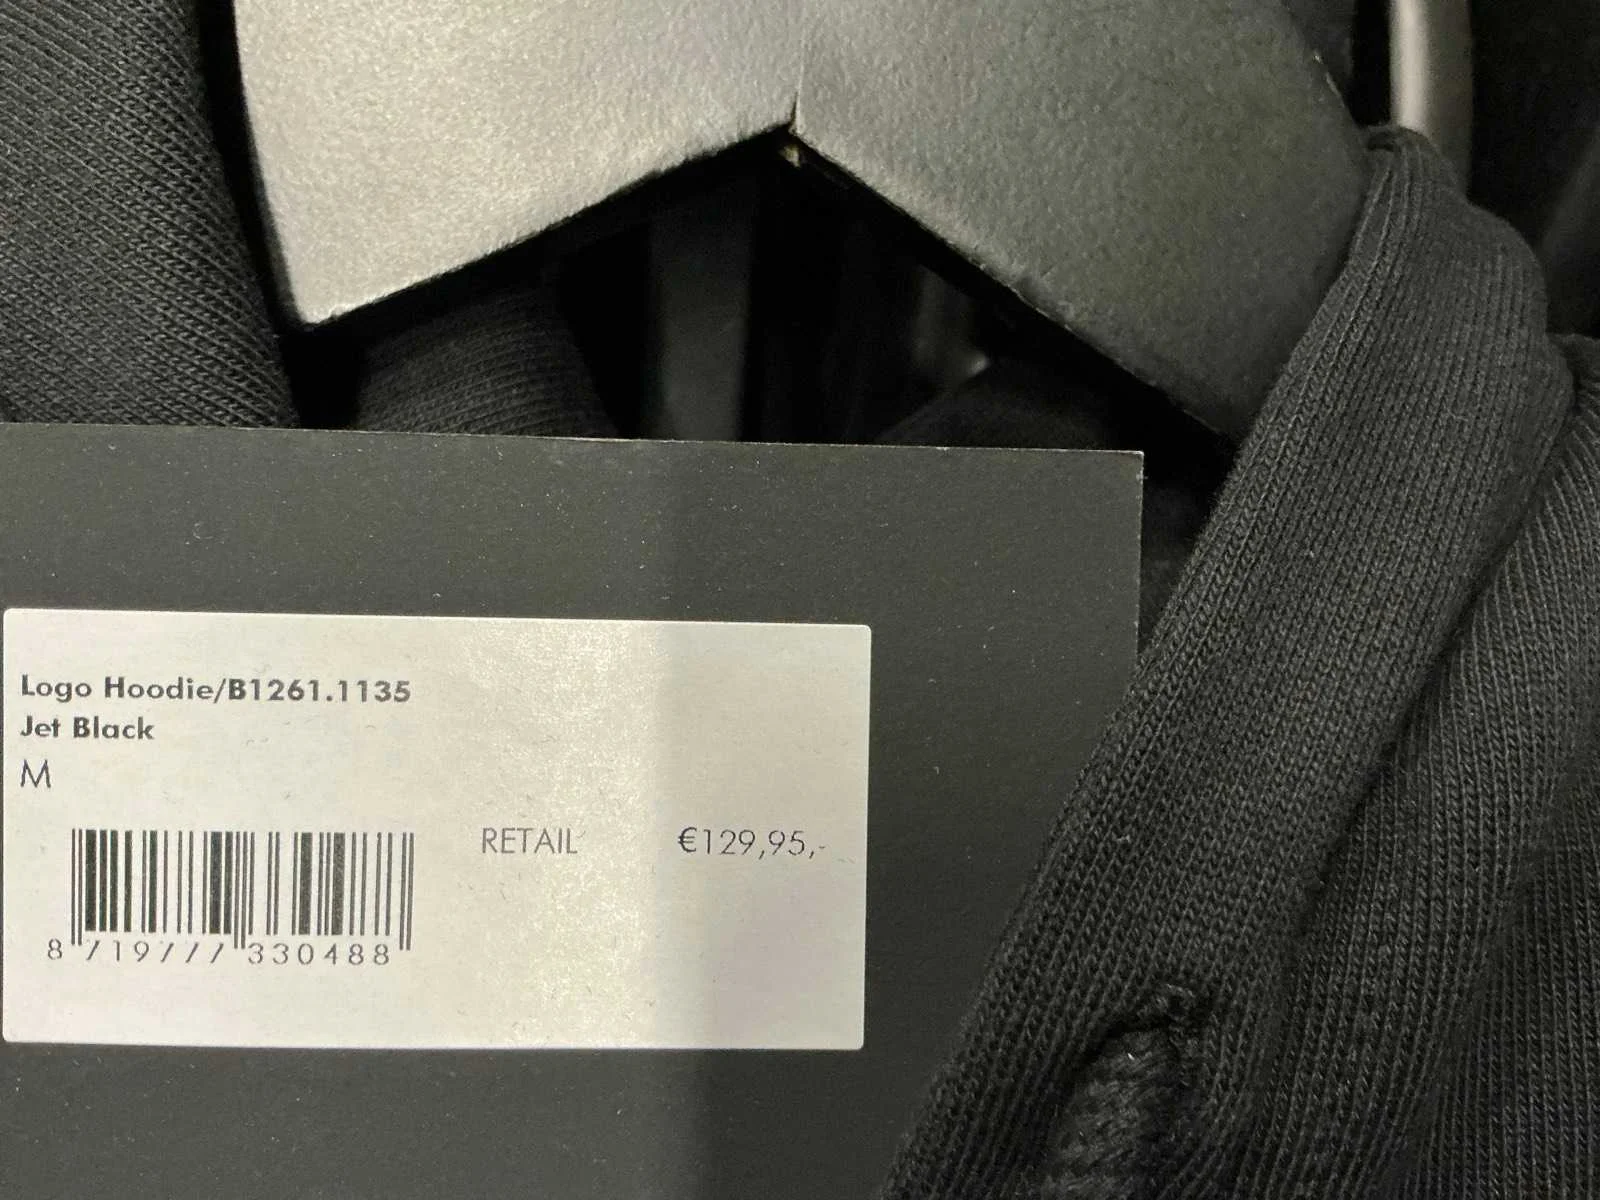 Logo Hoodie/B1261.1135
Jet Black
M
RETAIL €129,95,-
8 719777 330488